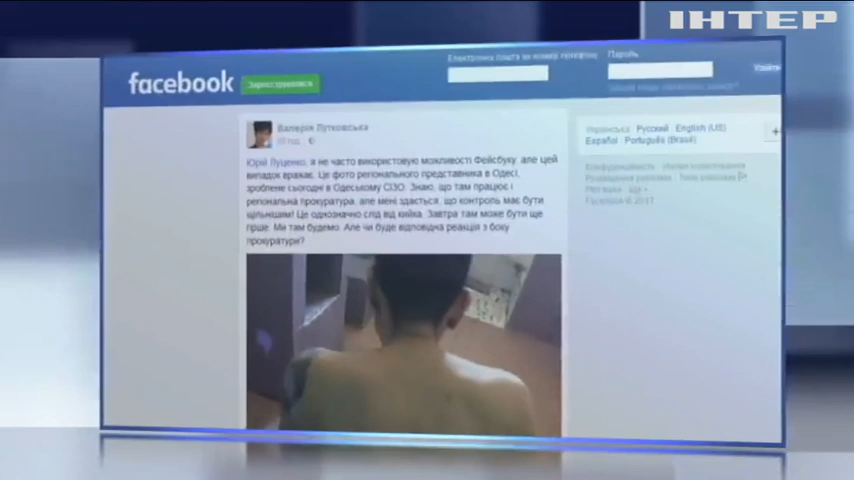 ІНТЕР
facebook
Зареєструватися
Електронна пошта чи номер телефону
Пароль
Увійти
Валерія Лутковська
Юрій Луценко, я не часто використовую можливості Фейсбуку, але цей
випадок вражає. Це фото регіонального представника в Одесі,
зроблене сьогодні в Одеському СІЗО. Знаю, що там працює і
регіональна прокуратура, але мені здається, що контроль має бути
щільнішим! Це однозначно слід від кийка. Завтра там може бути ще
гірше. Ми там будемо. Але чи буде відповідна реакція з боку
прокуратури?
Українська Русский English (US)
Español Português (Brasil)
+
Конфіденційність
Facebook © 2017